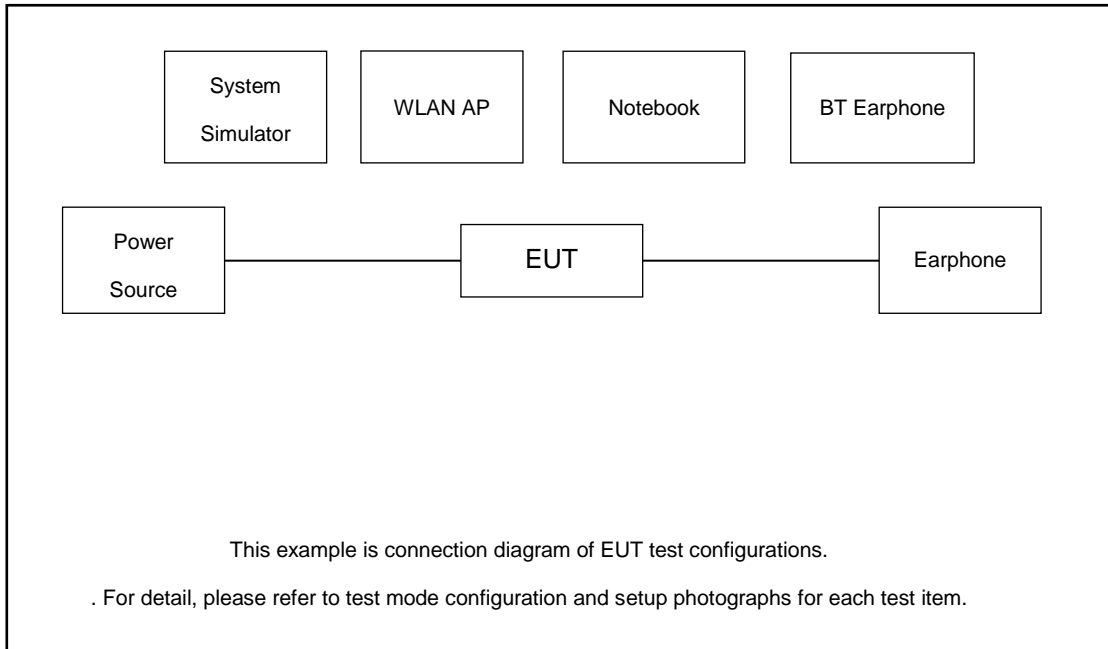 System
Simulator
WLAN AP
Notebook
BT Earphone
Power
Source
EUT
Earphone
This example is connection diagram of EUT test configurations.
. For detail, please refer to test mode configuration and setup photographs for each test item.